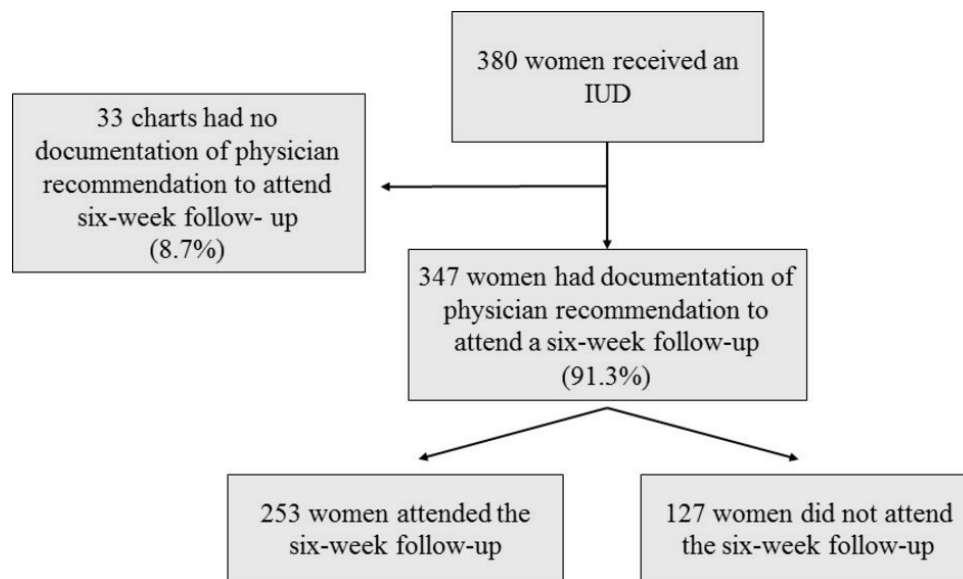 380 women received an
IUD
33 charts had no
documentation of physician
recommendation to attend
six-week follow- up
(8.7%)
347 women had documentation of
physician recommendation to
attend a six-week follow-up
(91.3%)
253 women attended the
six-week follow-up
127 women did not attend
the six-week follow-up